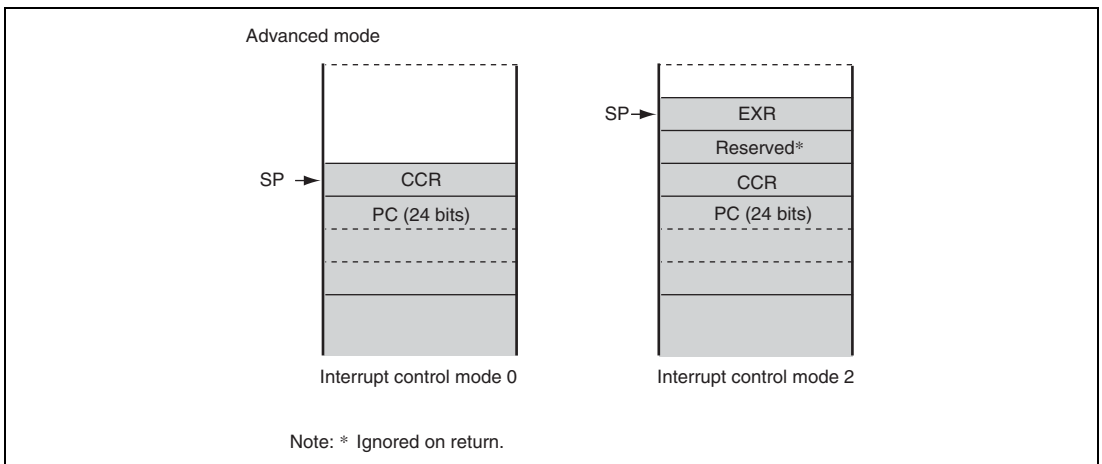 Advanced mode
SP
CCR
PC (24 bits)
Interrupt control mode 0
SP
EXR
Reserved*
CCR
PC (24 bits)
Interrupt control mode 2
Note: * Ignored on return.